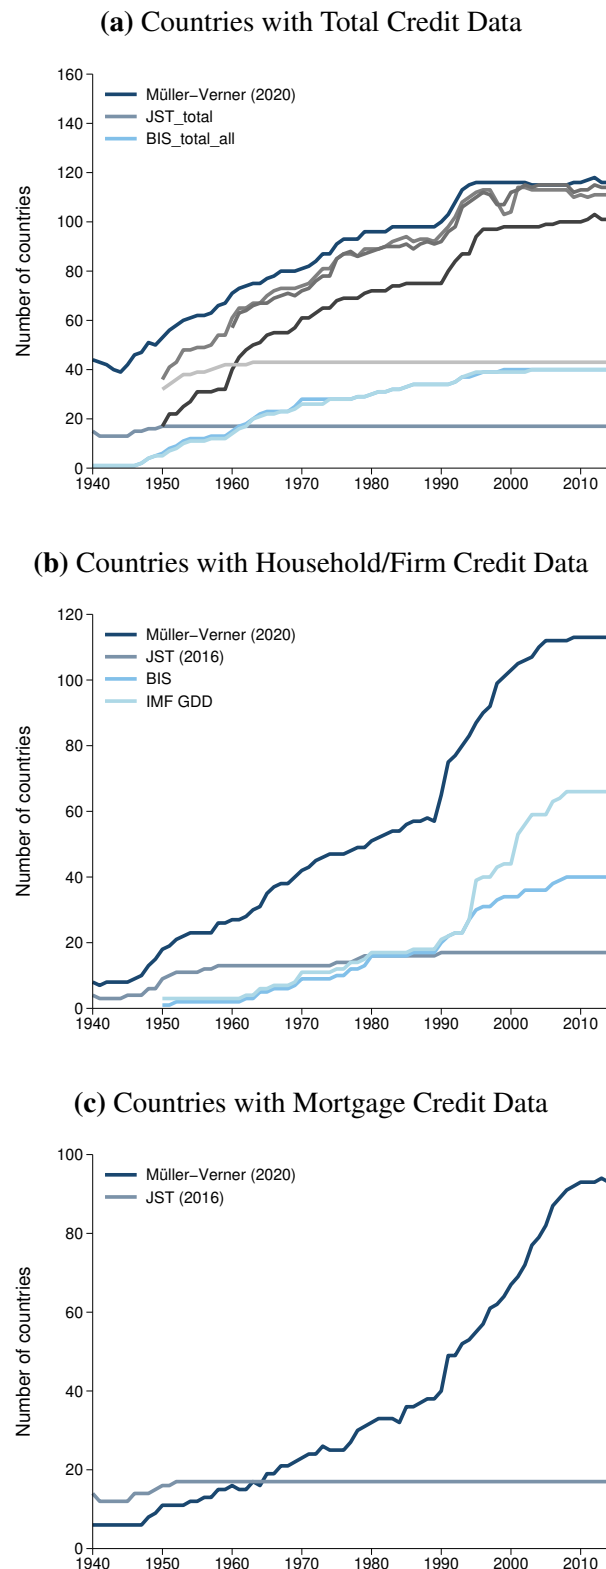 (a) Countries with Total Credit Data
160
140
120
100
80
60
40
20
0
Number of countries
Müller−Verner (2020)
JST_total
BIS_total_all
1940 1950 1960 1970 1980 1990 2000 2010
(b) Countries with Household/Firm Credit Data
120
100
80
60
40
20
0
Number of countries
Müller−Verner (2020)
JST (2016)
BIS
IMF GDD
1940 1950 1960 1970 1980 1990 2000 2010
(c) Countries with Mortgage Credit Data
100
80
60
40
20
0
Number of countries
Müller−Verner (2020)
JST (2016)
1940 1950 1960 1970 1980 1990 2000 2010